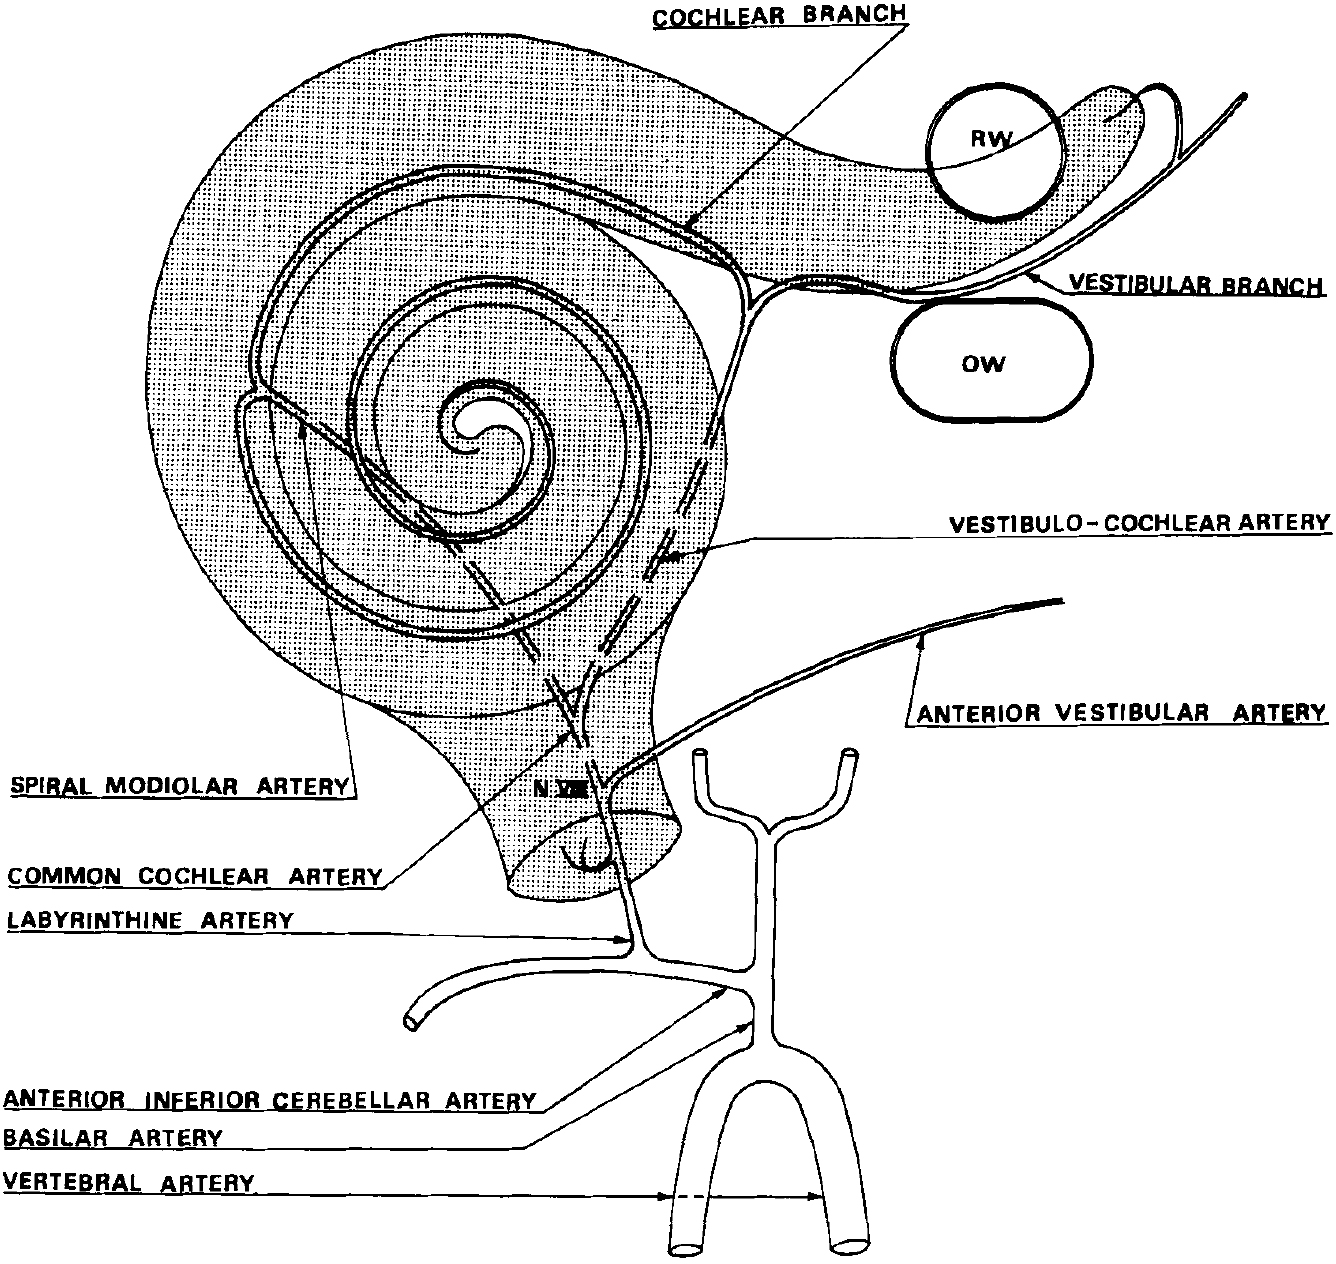 COCHLEAR BRANCH
RW
VESTIBULAR BRANCH
OW
VESTIBULO-COCHLEAR ARTERY
ANTERIOR VESTIBULAR ARTERY
SPIRAL MODIOLAR ARTERY
N VIII
COMMON COCHLEAR ARTERY
LABYRINTHINE ARTERY
ANTERIOR INFERIOR CEREBELLAR ARTERY
BASILAR ARTERY
VERTEBRAL ARTERY